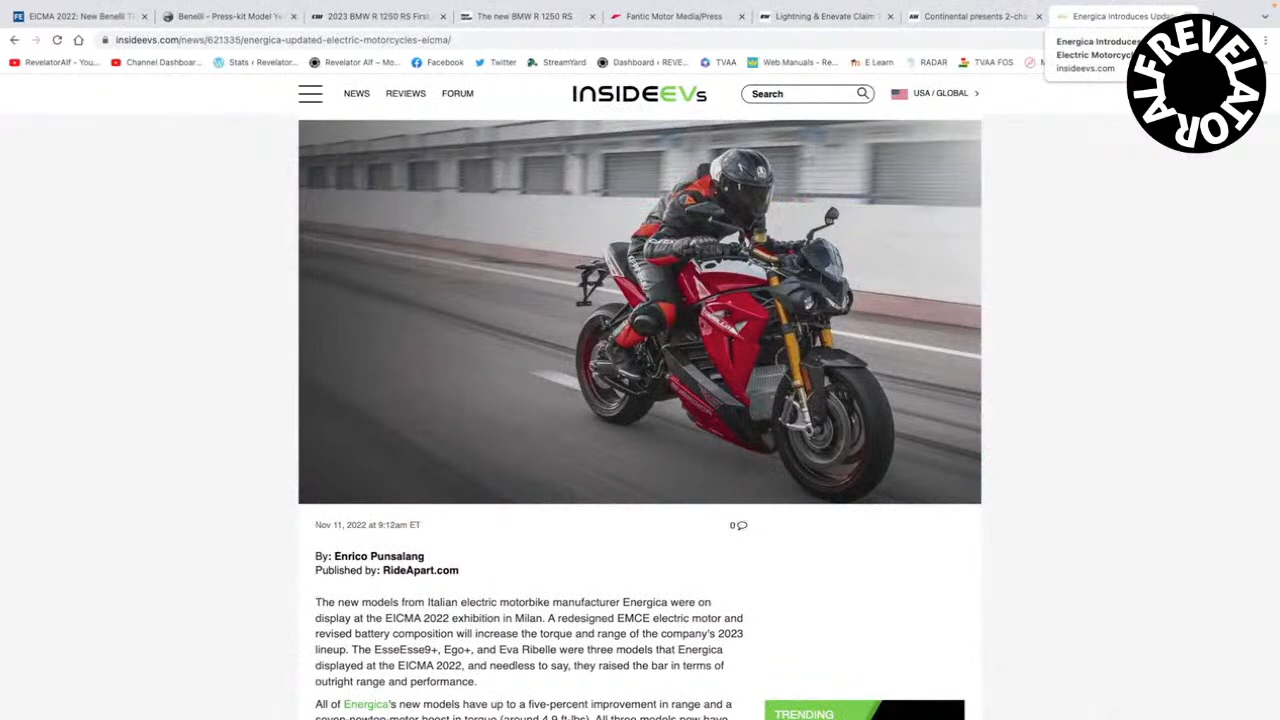 EICMA 2022: New Benelli T
Benelli - Press-kit Model Ye
2023 BMW R 1250 RS First
The new BMW R 1250 RS
Fantic Motor Media/Press
Lightning & Enevate Claim T
Continental presents 2-cha
Energica Introduces Upda
insideevs.com/news/621335/energica-updated-electric-motorcycles-eicma/
Energica Introduces
Electric Motorcyc
insideevs.com
RevelatorAlf - You...
Channel Dashboar...
Stats ‹ Revelator...
Revelator Alf – Mo...
Facebook
Twitter
StreamYard
Dashboard ‹ REVE...
TVAA
Web Manuals - Re...
E Learn
RADAR
TVAA FOS
ALFREVELATOR
NEWS
REVIEWS
FORUM
INSIDEEVs
Search
USA / GLOBAL
Nov 11, 2022 at 9:12am ET
0
By: Enrico Punsalang
Published by: RideApart.com
The new models from Italian electric motorbike manufacturer Energica were on
display at the EICMA 2022 exhibition in Milan. A redesigned EMCE electric motor and
revised battery composition will increase the torque and range of the company's 2023
lineup. The EsseEsse9+, Ego+, and Eva Ribelle were three models that Energica
displayed at the EICMA 2022, and needless to say, they raised the bar in terms of
outright range and performance.
All of Energica's new models have up to a five-percent improvement in range and a
seven-newton-meter boost in torque (around 4.9 ft-lbs). All three models now have
TRENDING